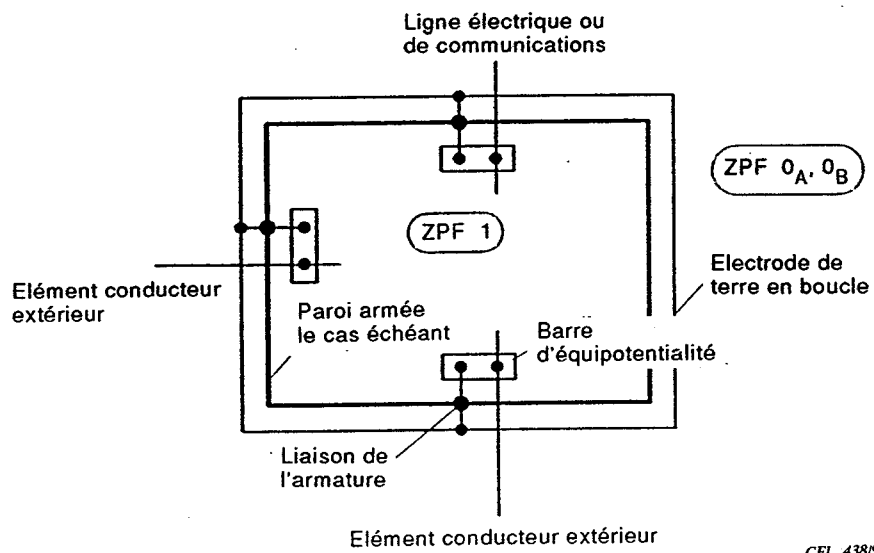 Ligne électrique ou
de communications
ZPF 0A, 0B
ZPF 1
Elément conducteur
extérieur
Electrode de
terre en boucle
Paroi armée
le cas échéant
Barre
d'équipotentialité
Liaison de
l'armature
Elément conducteur extérieur